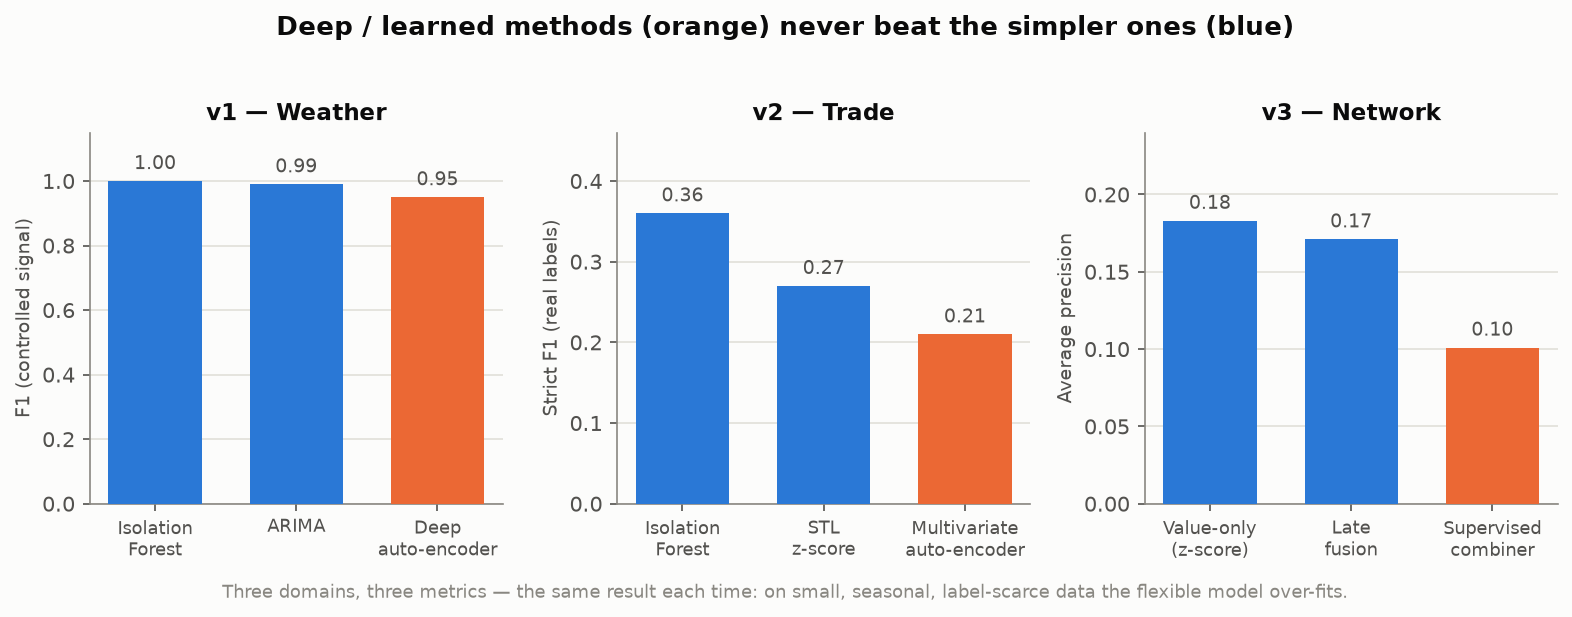 Deep / learned methods (orange) never beat the simpler ones (blue)
v1 — Weather
F1 (controlled signal)
1.0
0.8
0.6
0.4
0.2
0.0
1.00
0.99
0.95
Isolation
Forest
ARIMA
Deep
auto-encoder
v2 — Trade
Strict F1 (real labels)
0.4
0.3
0.2
0.1
0.0
0.36
0.27
0.21
Isolation
Forest
STL
z-score
Multivariate
auto-encoder
v3 — Network
Average precision
0.20
0.15
0.10
0.05
0.00
0.18
0.17
0.10
Value-only
(z-score)
Late
fusion
Supervised
combiner
Three domains, three metrics — the same result each time: on small, seasonal, label-scarce data the flexible model over-fits.